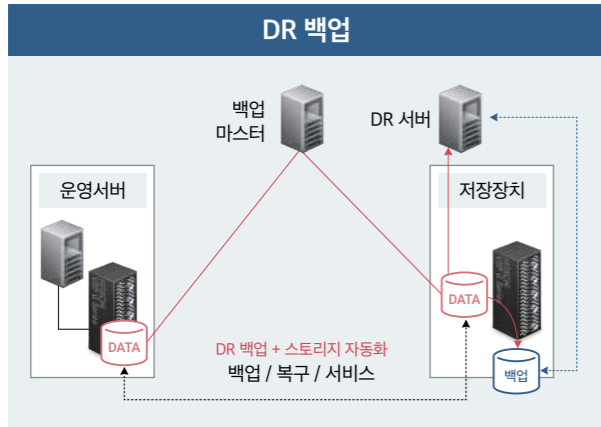 DR 백업
백업
마스터
DR 서버
운영서버
저장장치
DATA
DATA
DR 백업 + 스토리지 자동화
백업 / 복구 / 서비스
백업